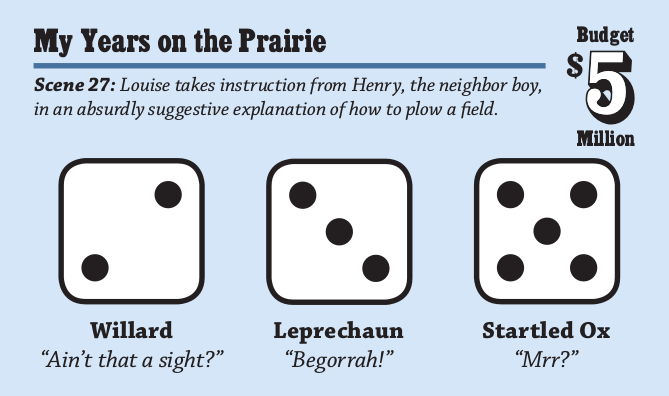 My Years on the Prairie
Budget
$5
Million
Scene 27: Louise takes instruction from Henry, the neighbor boy,
in an absurdly suggestive explanation of how to plow a field.
Willard
“Ain’t that a sight?”
Leprechaun
“Begorrah!”
Startled Ox
“Mrr?”